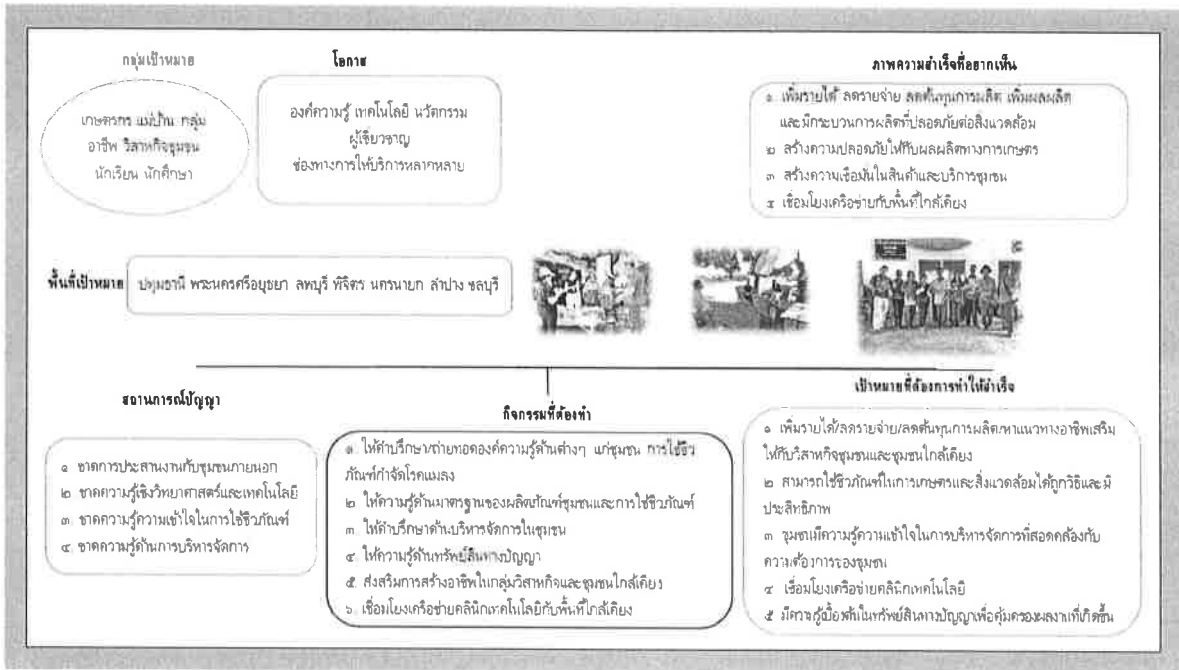 กลุ่มเป้าหมาย
เกษตรกร แม่บ้าน กลุ่ม
อาชีพ วิสาหกิจชุมชน
นักเรียน นักศึกษา
โอกาส
องค์ความรู้ เทคโนโลยี นวัตกรรม
ผู้เชี่ยวชาญ
ช่องทางการให้บริการหลากหลาย
ภาพความสำเร็จที่อยากเห็น
๑ เพิ่มรายได้ ลดรายจ่าย ลดต้นทุนการผลิต เพิ่มผลผลิต
และมีกระบวนการผลิตที่ปลอดภัยต่อสิ่งแวดล้อม
๒ สร้างความปลอดภัยให้กับผลผลิตทางการเกษตร
๓ สร้างความเชื่อมั่นในสินค้าและบริการชุมชน
๔ เชื่อมโยงเครือข่ายกับพื้นที่ใกล้เคียง
พื้นที่เป้าหมาย
ปทุมธานี พระนครศรีอยุธยา ลพบุรี พิจิตร นครนายก ลำปาง ชลบุรี
สถานการณ์ปัญญา
๑ ขาดการประสานงานกับชุมชนภายนอก
๒ ขาดความรู้เชิงวิทยาศาสตร์และเทคโนโลยี
๓. ขาดความรู้ความเข้าใจในการใช้ชีวภัณฑ์
๔. ขาดความรู้ด้านการบริหารจัดการ
กิจกรรมที่ต้องทำ
๑. ให้คำปรึกษา/ถ่ายทอดองค์ความรู้ด้านต่างๆ แก่ชุมชน การใช้ชีว
ภัณฑ์กำจัดโรคแมลง
๒ ให้ความรู้ด้านมาตรฐานของผลิตภัณฑ์ชุมชนและการใช้ชีวภัณฑ์
๓. ให้คำปรึกษาด้านบริหารจัดการในชุมชน
๔ ให้ความรู้ด้านทรัพย์สินทางปัญญา
๕. ส่งเสริมการสร้างอาชีพในกลุ่มวิสาหกิจและชุมชนใกล้เคียง
๖. เชื่อมโยงเครือข่ายคลินิกเทคโนโลยีกับพื้นที่ใกล้เคียง
เป้าหมายที่ต้องการทำให้สำเร็จ
๑ เพิ่มรายได้/ลดรายจ่าย/ลดต้นทุนการผลิต/หาแนวทางอาชีพเสริม
ให้กับวิสาหกิจชุมชนและชุมชนใกล้เคียง
๒ สามารถใช้ชีวภัณฑ์ในการเกษตรและสิ่งแวดล้อมได้ถูกวิธีและมี
ประสิทธิภาพ
๓ ชุมชนมีความรู้ความเข้าใจในการบริหารจัดการที่สอดคล้องกับ
ความต้องการของชุมชน
๔ เชื่อมโยงเครือข่ายคลินิกเทคโนโลยี
๕ มีความรู้เบื้องต้นในทรัพย์สินทางปัญญาเพื่อคุ้มครองผลงานที่เกิดขึ้น